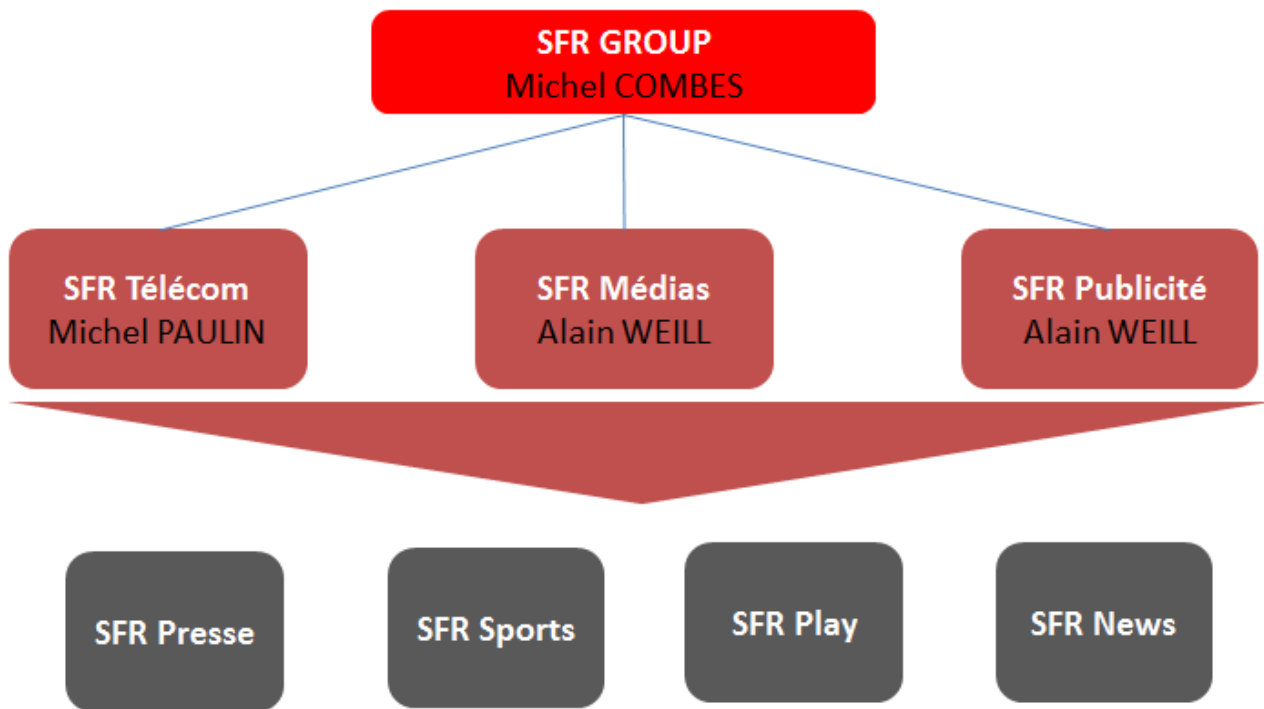 SFR GROUP
Michel COMBES
SFR Télécom
Michel PAULIN
SFR Médias
Alain WEILL
SFR Publicité
Alain WEILL
SFR Presse
SFR Sports
SFR Play
SFR News